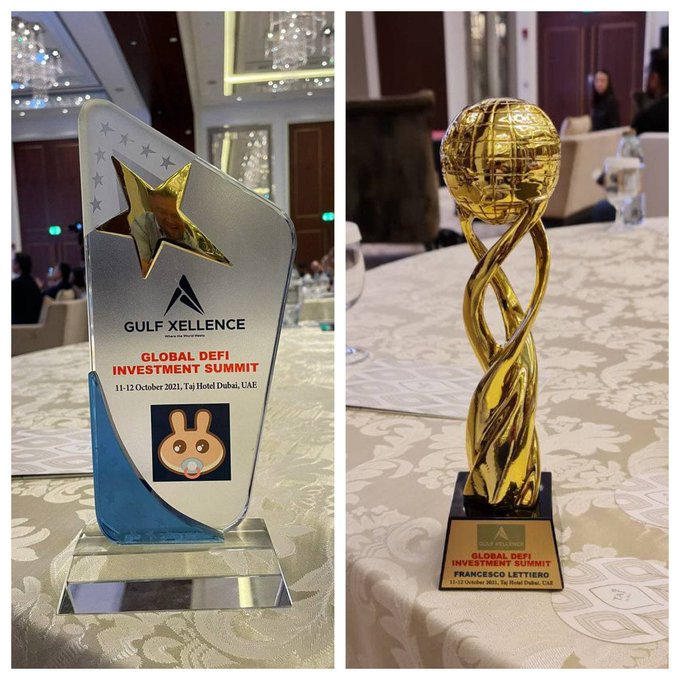 GULF XELLENCE
Where the World Meets
GLOBAL DEFI
INVESTMENT SUMMIT
11-12 October 2021, Taj Hotel Dubai, UAE
GULF XELLENCE
GLOBAL DEFI
INVESTMENT SUMMIT
FRANCESCO LETTIERO
11-12 October 2021, Taj Hotel Dubai, UAE